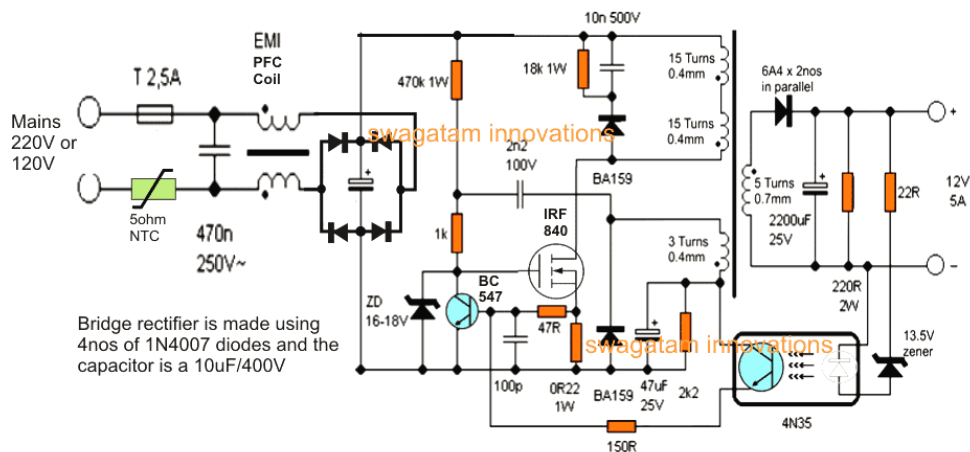 10n 500V
EMI
PFC
Coil
T 2,5A
470k 1W
18k 1W
15 Turns
0.4mm
6A4 x 2nos
in parallel
+
Mains
220V or
120V
swagatam innovations
15 Turns
0.4mm
2n2
100V
+
BA159
5 Turns
0.7mm
+
22R
12V
5A
5ohm
NTC
470n
250V~
1k
IRF
840
3 Turns
0.4mm
2200uF
25V
−
BC
547
220R
2W
ZD
16-18V
47R
+
13.5V
zener
Bridge rectifier is made using
4nos of 1N4007 diodes and the
capacitor is a 10uF/400V
swagatam innovations
100p
0R22
1W
BA159
47uF
25V
2k2
4N35
150R